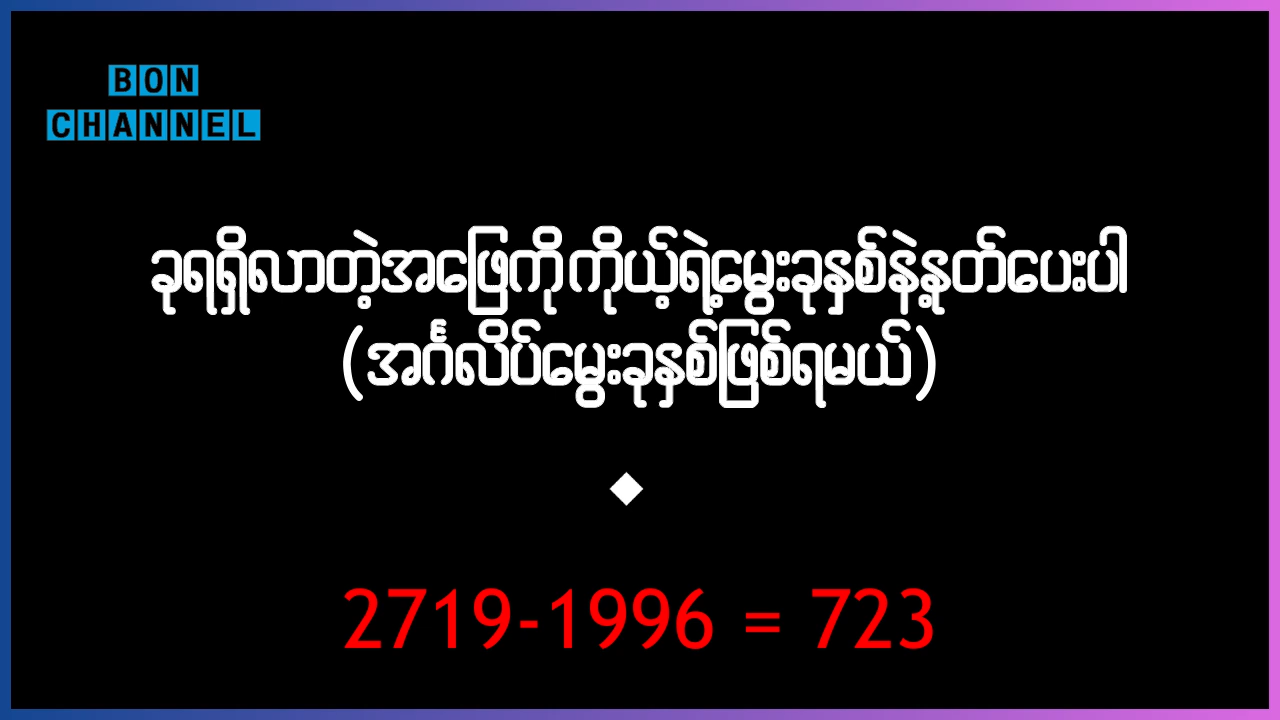 BON
CHANNEL
ခုရရှိလာတဲ့အဖြေကိုကိုယ့်ရဲ့မွေးခုနှစ်နဲ့နုတ်ပေးပါ
(အင်္ဂလိပ်မွေးခုနှစ်ဖြစ်ရမယ်)
2719-1996 = 723